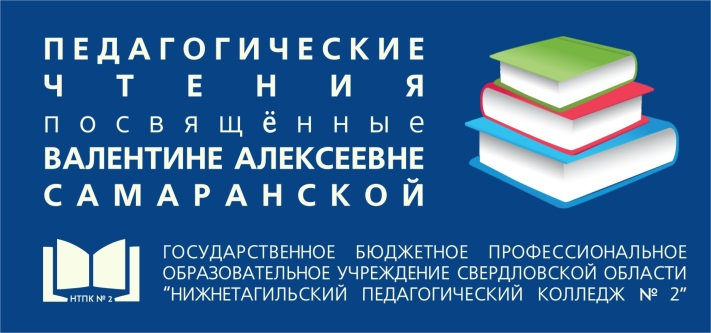 ПЕДАГОГИЧЕСКИЕ
ЧТЕНИЯ
посвящённые
ВАЛЕНТИНЕ АЛЕКСЕЕВНЕ
САМАРАНСКОЙ
НТПК № 2
ГОСУДАРСТВЕННОЕ БЮДЖЕТНОЕ ПРОФЕССИОНАЛЬНОЕ
ОБРАЗОВАТЕЛЬНОЕ УЧРЕЖДЕНИЕ СВЕРДЛОВСКОЙ ОБЛАСТИ
"НИЖНЕТАГИЛЬСКИЙ ПЕДАГОГИЧЕСКИЙ КОЛЛЕДЖ № 2"